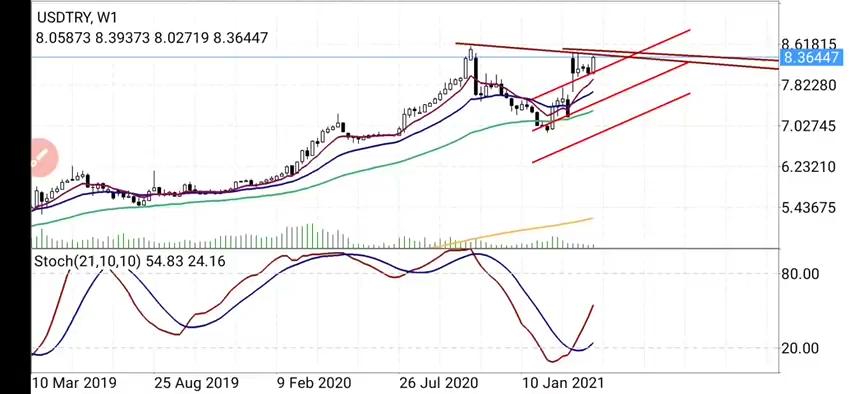 USDTRY, W1
8.05873 8.39373 8.02719 8.36447
8.61815
8.36447
7.82280
7.02745
6.23210
5.43675
Stoch(21,10,10) 54.83 24.16
80.00
20.00
10 Mar 2019 25 Aug 2019 9 Feb 2020 26 Jul 2020 10 Jan 2021